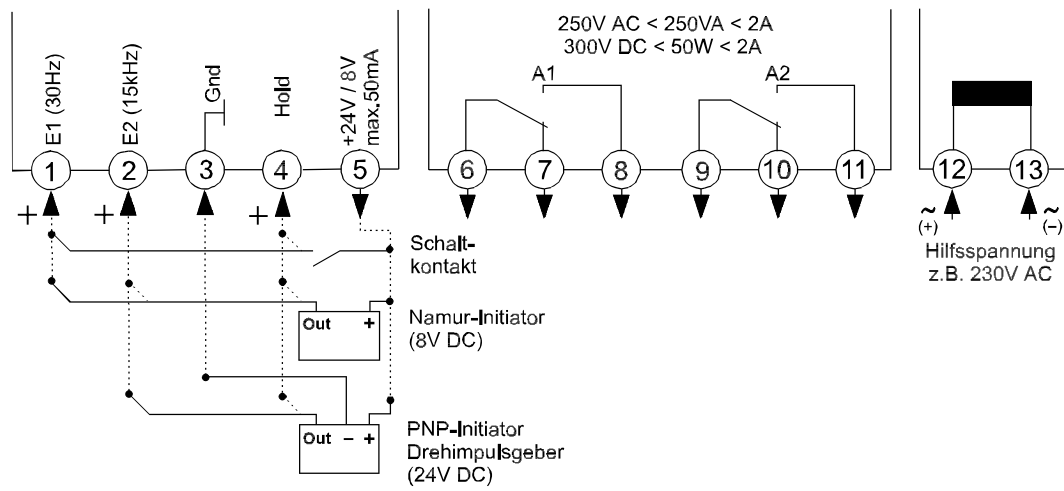 250V AC < 250VA < 2A
300V DC < 50W < 2A
E1 (30Hz)
E2 (15kHz)
Gnd
Hold
+24V / 8V
max.50mA
A1
A2
1 2 3 4 5 6 7 8 9 10 11 12 13
+ + +
~ ~
(+) (−)
Schalt-
kontakt
Hilfsspannung
z.B. 230V AC
Out +
Namur-Initiator
(8V DC)
Out − +
PNP-Initiator
Drehimpulsgeber
(24V DC)